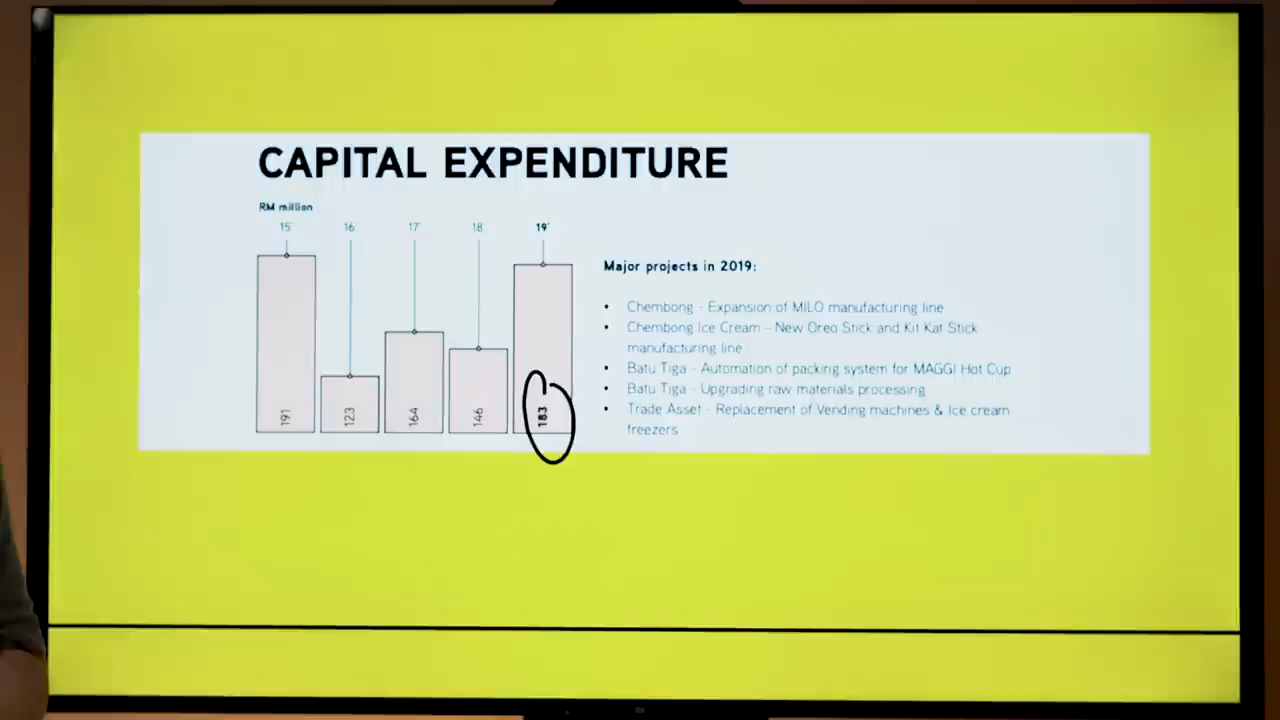 CAPITAL EXPENDITURE
RM million
15' 16' 17' 18' 19'
191 123 164 146 183
Major projects in 2019:
• Chembong - Expansion of MILO manufacturing line
• Chembong Ice Cream - New Oreo Stick and Kit Kat Stick
manufacturing line
• Batu Tiga - Automation of packing system for MAGGI Hot Cup
• Batu Tiga - Upgrading raw materials processing
• Trade Asset - Replacement of Vending machines & Ice cream
freezers